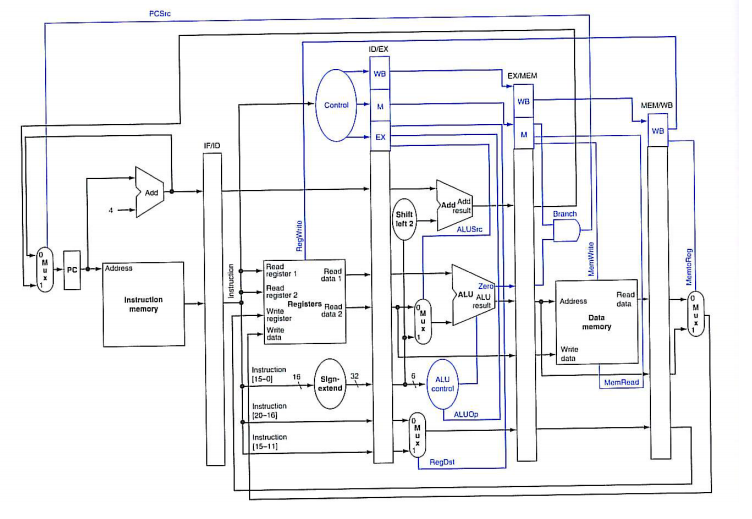 PCSrc
ID/EX
WB
EX/MEM
Control
M
WB
MEM/WB
EX
M
WB
IF/ID
Add
4
Add
Add
result
Shift
left 2
Branch
ALUSrc
RegWrite
MemWrite
MemtoReg
0
M
u
x
1
PC
Address
Instruction
memory
Instruction
Read
register 1
Read
data 1
Read
register 2
Registers
Read
data 2
Write
register
Write
data
0
M
u
x
1
Zero
ALU
ALU
result
Address
Read
data
Data
memory
Write
data
0
M
u
x
1
MemRead
Instruction
[15–0]
16
Sign-
extend
32
6
ALU
control
Instruction
[20–16]
ALUOp
Instruction
[15–11]
0
M
u
x
1
RegDst